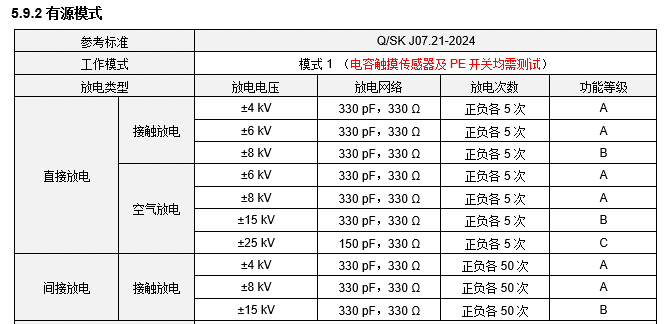 5.9.2 有源模式
参考标准 Q/SK J07.21-2024
工作模式 模式 1 （电容触摸传感器及 PE 开关均需测试）
放电类型 放电电压 放电网络 放电次数 功能等级
直接放电 接触放电 ±4 kV 330 pF，330 Ω 正负各 5 次 A
±6 kV 330 pF，330 Ω 正负各 5 次 A
±8 kV 330 pF，330 Ω 正负各 5 次 B
空气放电 ±6 kV 330 pF，330 Ω 正负各 5 次 A
±8 kV 330 pF，330 Ω 正负各 5 次 A
±15 kV 330 pF，330 Ω 正负各 5 次 B
±25 kV 150 pF，330 Ω 正负各 5 次 C
间接放电 接触放电 ±4 kV 330 pF，330 Ω 正负各 50 次 A
±8 kV 330 pF，330 Ω 正负各 50 次 A
±15 kV 330 pF，330 Ω 正负各 50 次 B